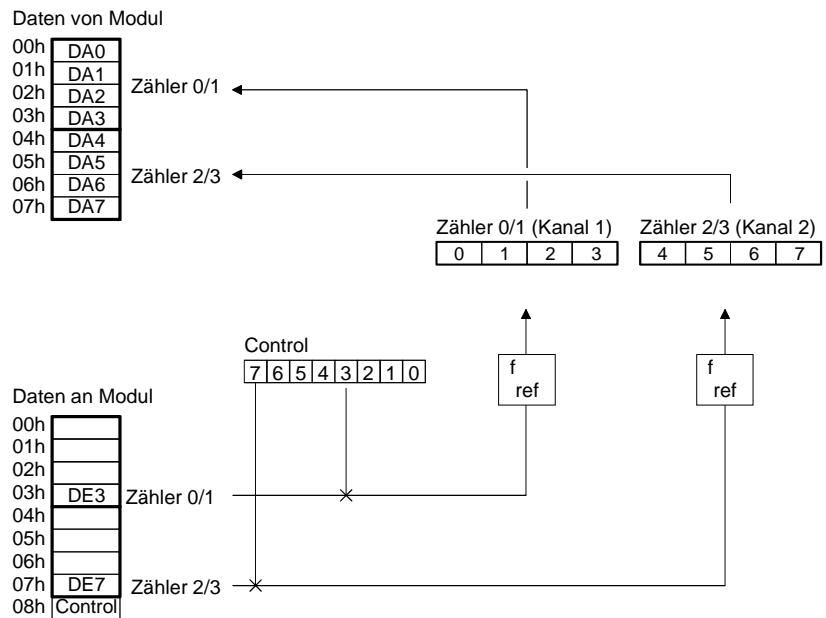 Daten von Modul
00h DA0
01h DA1
02h DA2
03h DA3
Zähler 0/1
04h DA4
05h DA5
06h DA6
07h DA7
Zähler 2/3
Zähler 0/1 (Kanal 1)
0 1 2 3
Zähler 2/3 (Kanal 2)
4 5 6 7
Control
7 6 5 4 3 2 1 0
f
ref
f
ref
Daten an Modul
00h
01h
02h
03h DE3 Zähler 0/1
04h
05h
06h
07h DE7 Zähler 2/3
08h Control